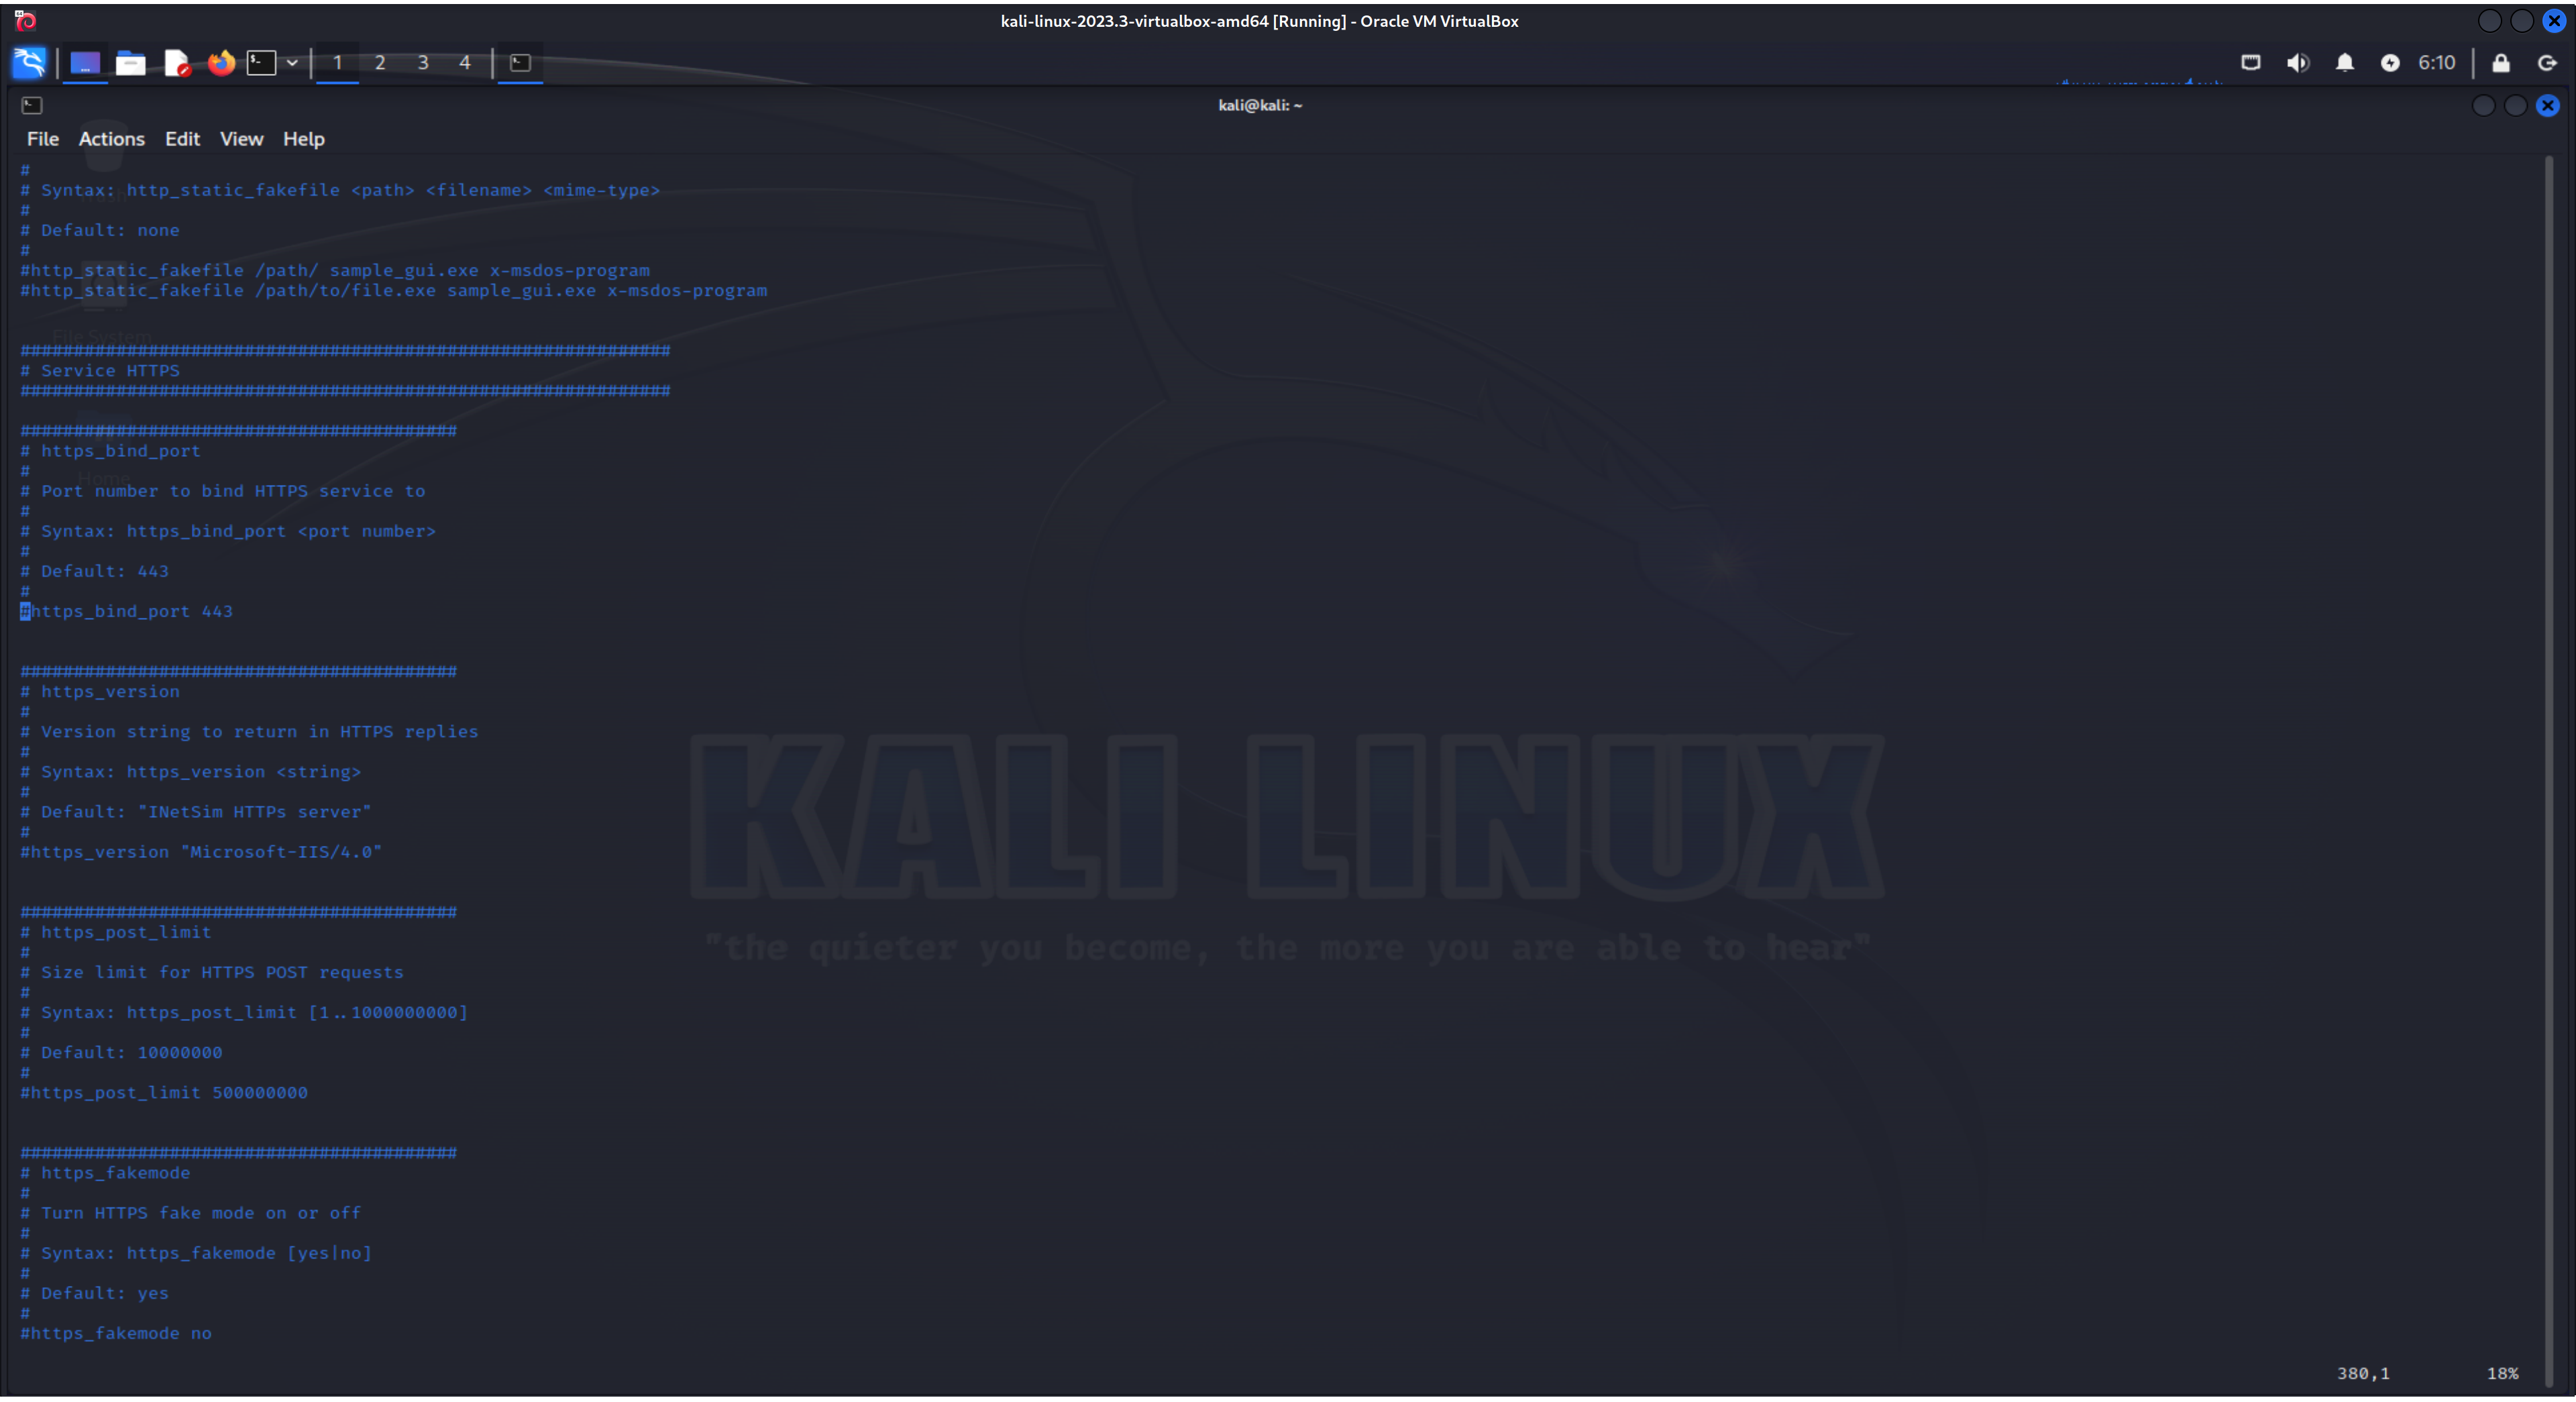 kali-linux-2023.3-virtualbox-amd64 [Running] - Oracle VM VirtualBox
1 2 3 4
6:10
kali@kali: ~
File Actions Edit View Help
#
# Syntax: http_static_fakefile <path> <filename> <mime-type>
#
# Default: none
#
#http_static_fakefile /path/ sample_gui.exe x-msdos-program
#http_static_fakefile /path/to/file.exe sample_gui.exe x-msdos-program
File System
#############################################################
# Service HTTPS
#############################################################
#########################################
# https_bind_port
#
Home
# Port number to bind HTTPS service to
#
# Syntax: https_bind_port <port number>
#
# Default: 443
#
#https_bind_port 443
#########################################
# https_version
#
# Version string to return in HTTPS replies
#
# Syntax: https_version <string>
#
# Default: "INetSim HTTPs server"
#
#https_version "Microsoft-IIS/4.0"
#########################################
# https_post_limit
#
# Size limit for HTTPS POST requests
#
# Syntax: https_post_limit [1..1000000000]
#
# Default: 10000000
#
#https_post_limit 500000000
#########################################
# https_fakemode
#
# Turn HTTPS fake mode on or off
#
# Syntax: https_fakemode [yes|no]
#
# Default: yes
#
#https_fakemode no
380,1 18%
KALI LINUX
"the quieter you become, the more you are able to hear"